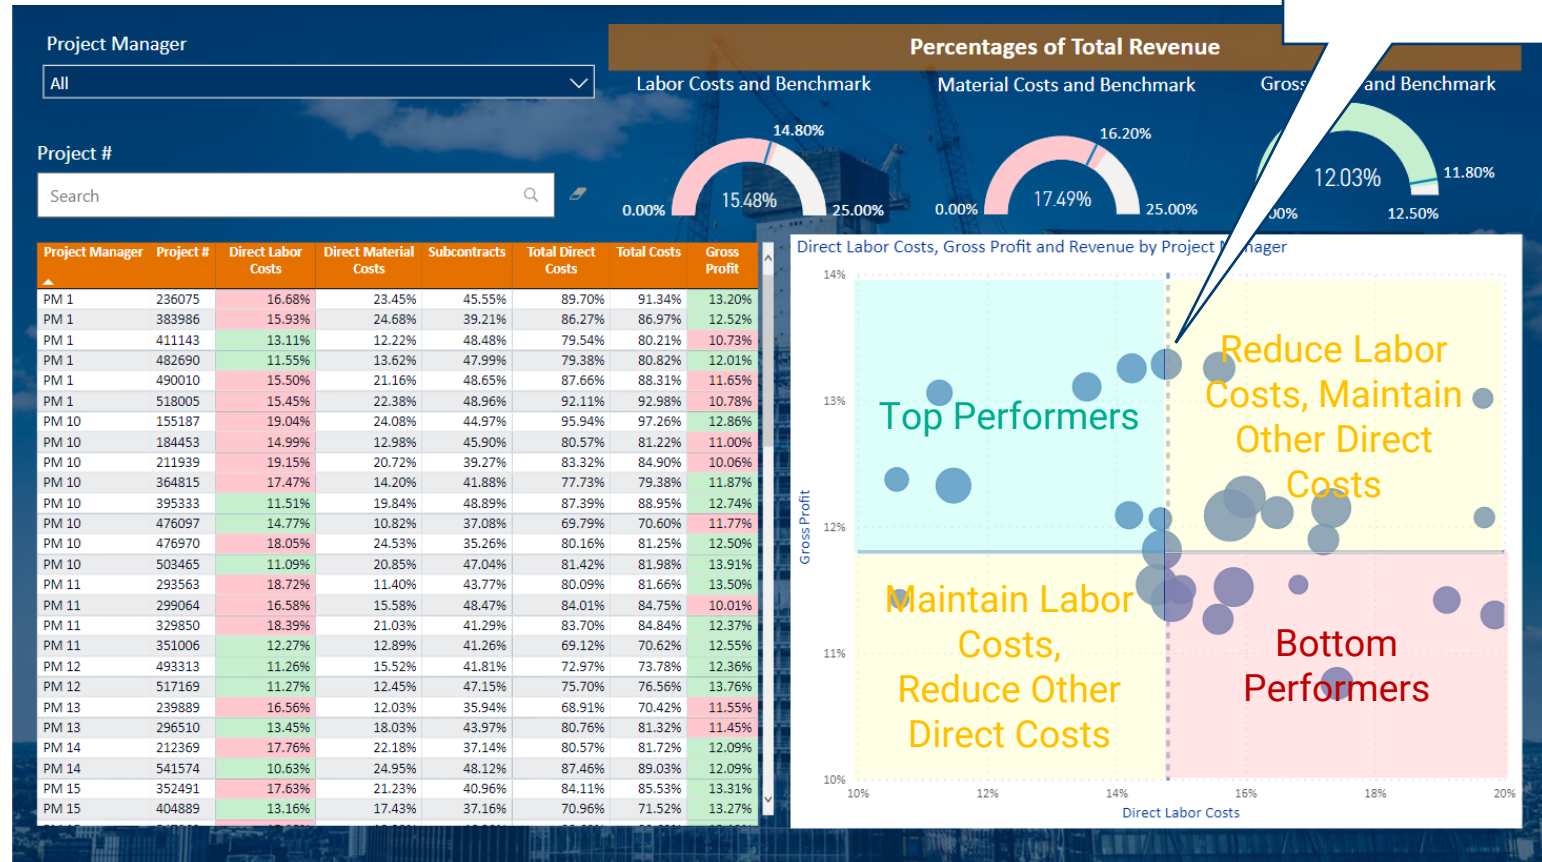 Project Manager
All
Project #
Search
Percentages of Total Revenue
Labor Costs and Benchmark
14.80%
15.48%
0.00%
25.00%
Material Costs and Benchmark
16.20%
17.49%
0.00%
25.00%
Gross and Benchmark
11.80%
12.03%
12.50%
Project Manager Project # Direct Labor Costs Direct Material Costs Subcontracts Total Direct Costs Total Costs Gross Profit
PM 1 236075 16.68% 23.45% 45.55% 89.70% 91.34% 13.20%
PM 1 383986 15.93% 24.68% 39.21% 86.27% 86.97% 12.52%
PM 1 411143 13.11% 12.22% 48.48% 79.54% 80.21% 10.73%
PM 1 482690 11.55% 13.62% 47.99% 79.38% 80.82% 12.01%
PM 1 490010 15.50% 21.16% 48.65% 87.66% 88.31% 11.65%
PM 1 518005 15.45% 22.38% 48.96% 92.11% 92.98% 10.78%
PM 10 155187 19.04% 24.08% 44.97% 95.94% 97.26% 12.86%
PM 10 184453 14.99% 12.98% 45.90% 80.57% 81.22% 11.00%
PM 10 211939 19.15% 20.72% 39.27% 83.32% 84.90% 10.06%
PM 10 364815 17.47% 14.20% 41.88% 77.73% 79.38% 11.87%
PM 10 395333 11.51% 19.84% 48.89% 87.39% 88.95% 12.74%
PM 10 476097 14.77% 10.82% 37.08% 69.79% 70.60% 11.77%
PM 10 476970 18.05% 24.53% 35.26% 80.16% 81.25% 12.50%
PM 10 503465 11.09% 20.85% 47.04% 81.42% 81.98% 13.91%
PM 11 293563 18.72% 11.40% 43.77% 80.09% 81.66% 13.50%
PM 11 299064 16.58% 15.58% 48.47% 84.01% 84.75% 10.01%
PM 11 329850 18.39% 21.03% 41.29% 83.70% 84.84% 12.37%
PM 11 351006 12.27% 12.89% 41.26% 69.12% 70.62% 12.55%
PM 12 493313 11.26% 15.52% 41.81% 72.97% 73.78% 12.36%
PM 12 517169 11.27% 12.45% 47.15% 75.70% 76.56% 13.76%
PM 13 239889 16.56% 12.03% 35.94% 68.91% 70.42% 11.55%
PM 13 296510 13.45% 18.03% 43.97% 80.76% 81.32% 11.45%
PM 14 212369 17.76% 22.18% 37.14% 80.57% 81.72% 12.09%
PM 14 541574 10.63% 24.95% 48.12% 87.46% 89.03% 12.09%
PM 15 352491 17.63% 21.23% 40.96% 84.11% 85.53% 13.31%
PM 15 404889 13.16% 17.43% 37.16% 70.96% 71.52% 13.27%
Direct Labor Costs, Gross Profit and Revenue by Project Manager
14%
13%
12%
11%
10%
Gross Profit
Top Performers
Reduce Labor
Costs, Maintain
Other Direct
Costs
Maintain Labor
Costs,
Reduce Other
Direct Costs
Bottom
Performers
10% 12% 14% 16% 18% 20%
Direct Labor Costs